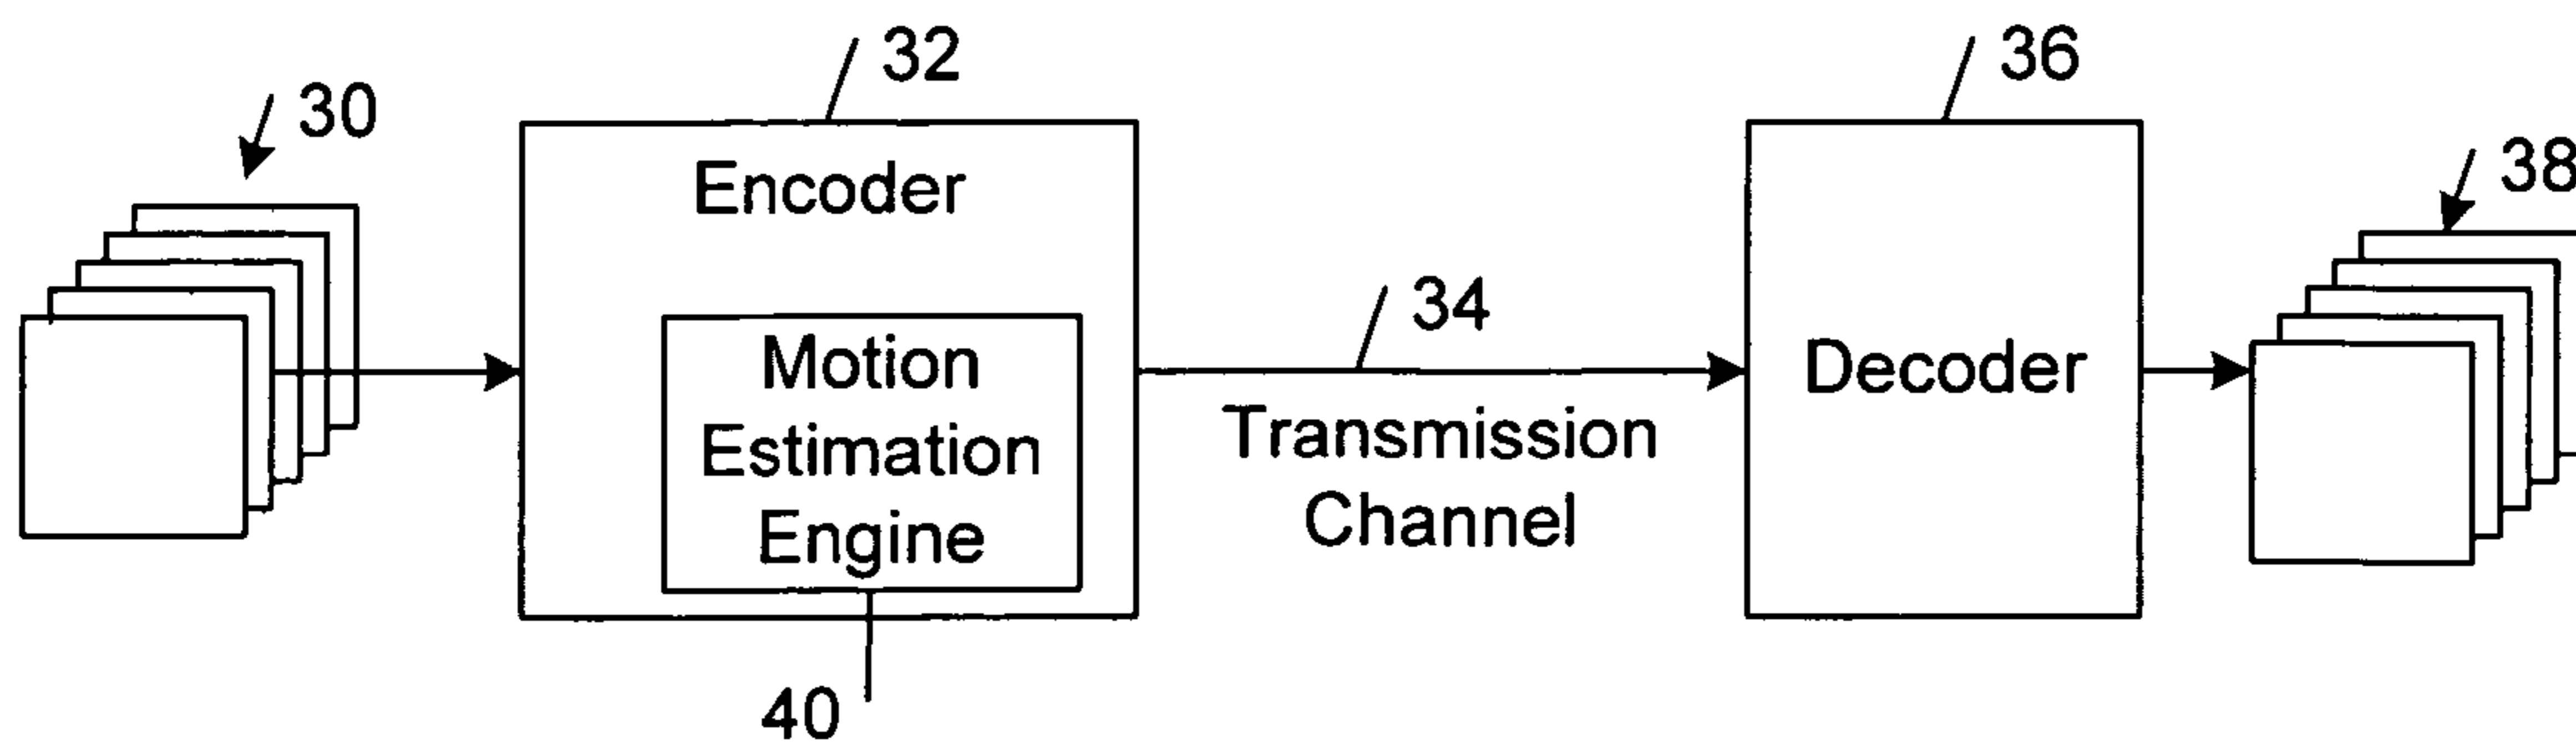 30
32
Encoder
Motion
Estimation
Engine
40
34
Transmission
Channel
36
Decoder
38